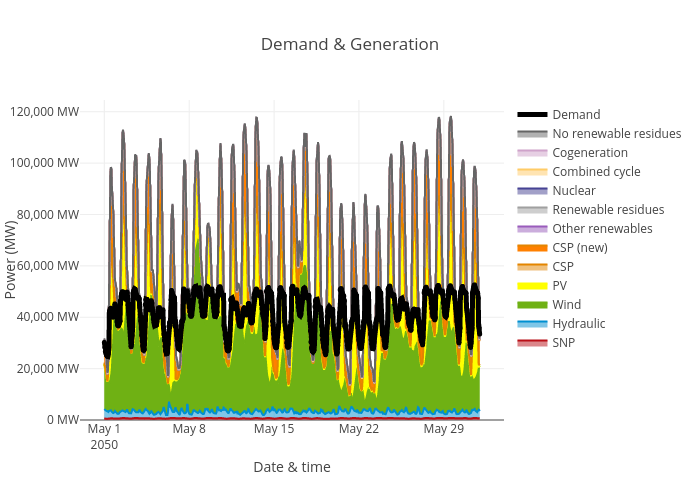 Demand & Generation
120,000 MW
100,000 MW
80,000 MW
60,000 MW
40,000 MW
20,000 MW
0 MW
Power (MW)
May 1
2050
May 8
May 15
May 22
May 29
Date & time
Demand
No renewable residues
Cogeneration
Combined cycle
Nuclear
Renewable residues
Other renewables
CSP (new)
CSP
PV
Wind
Hydraulic
SNP